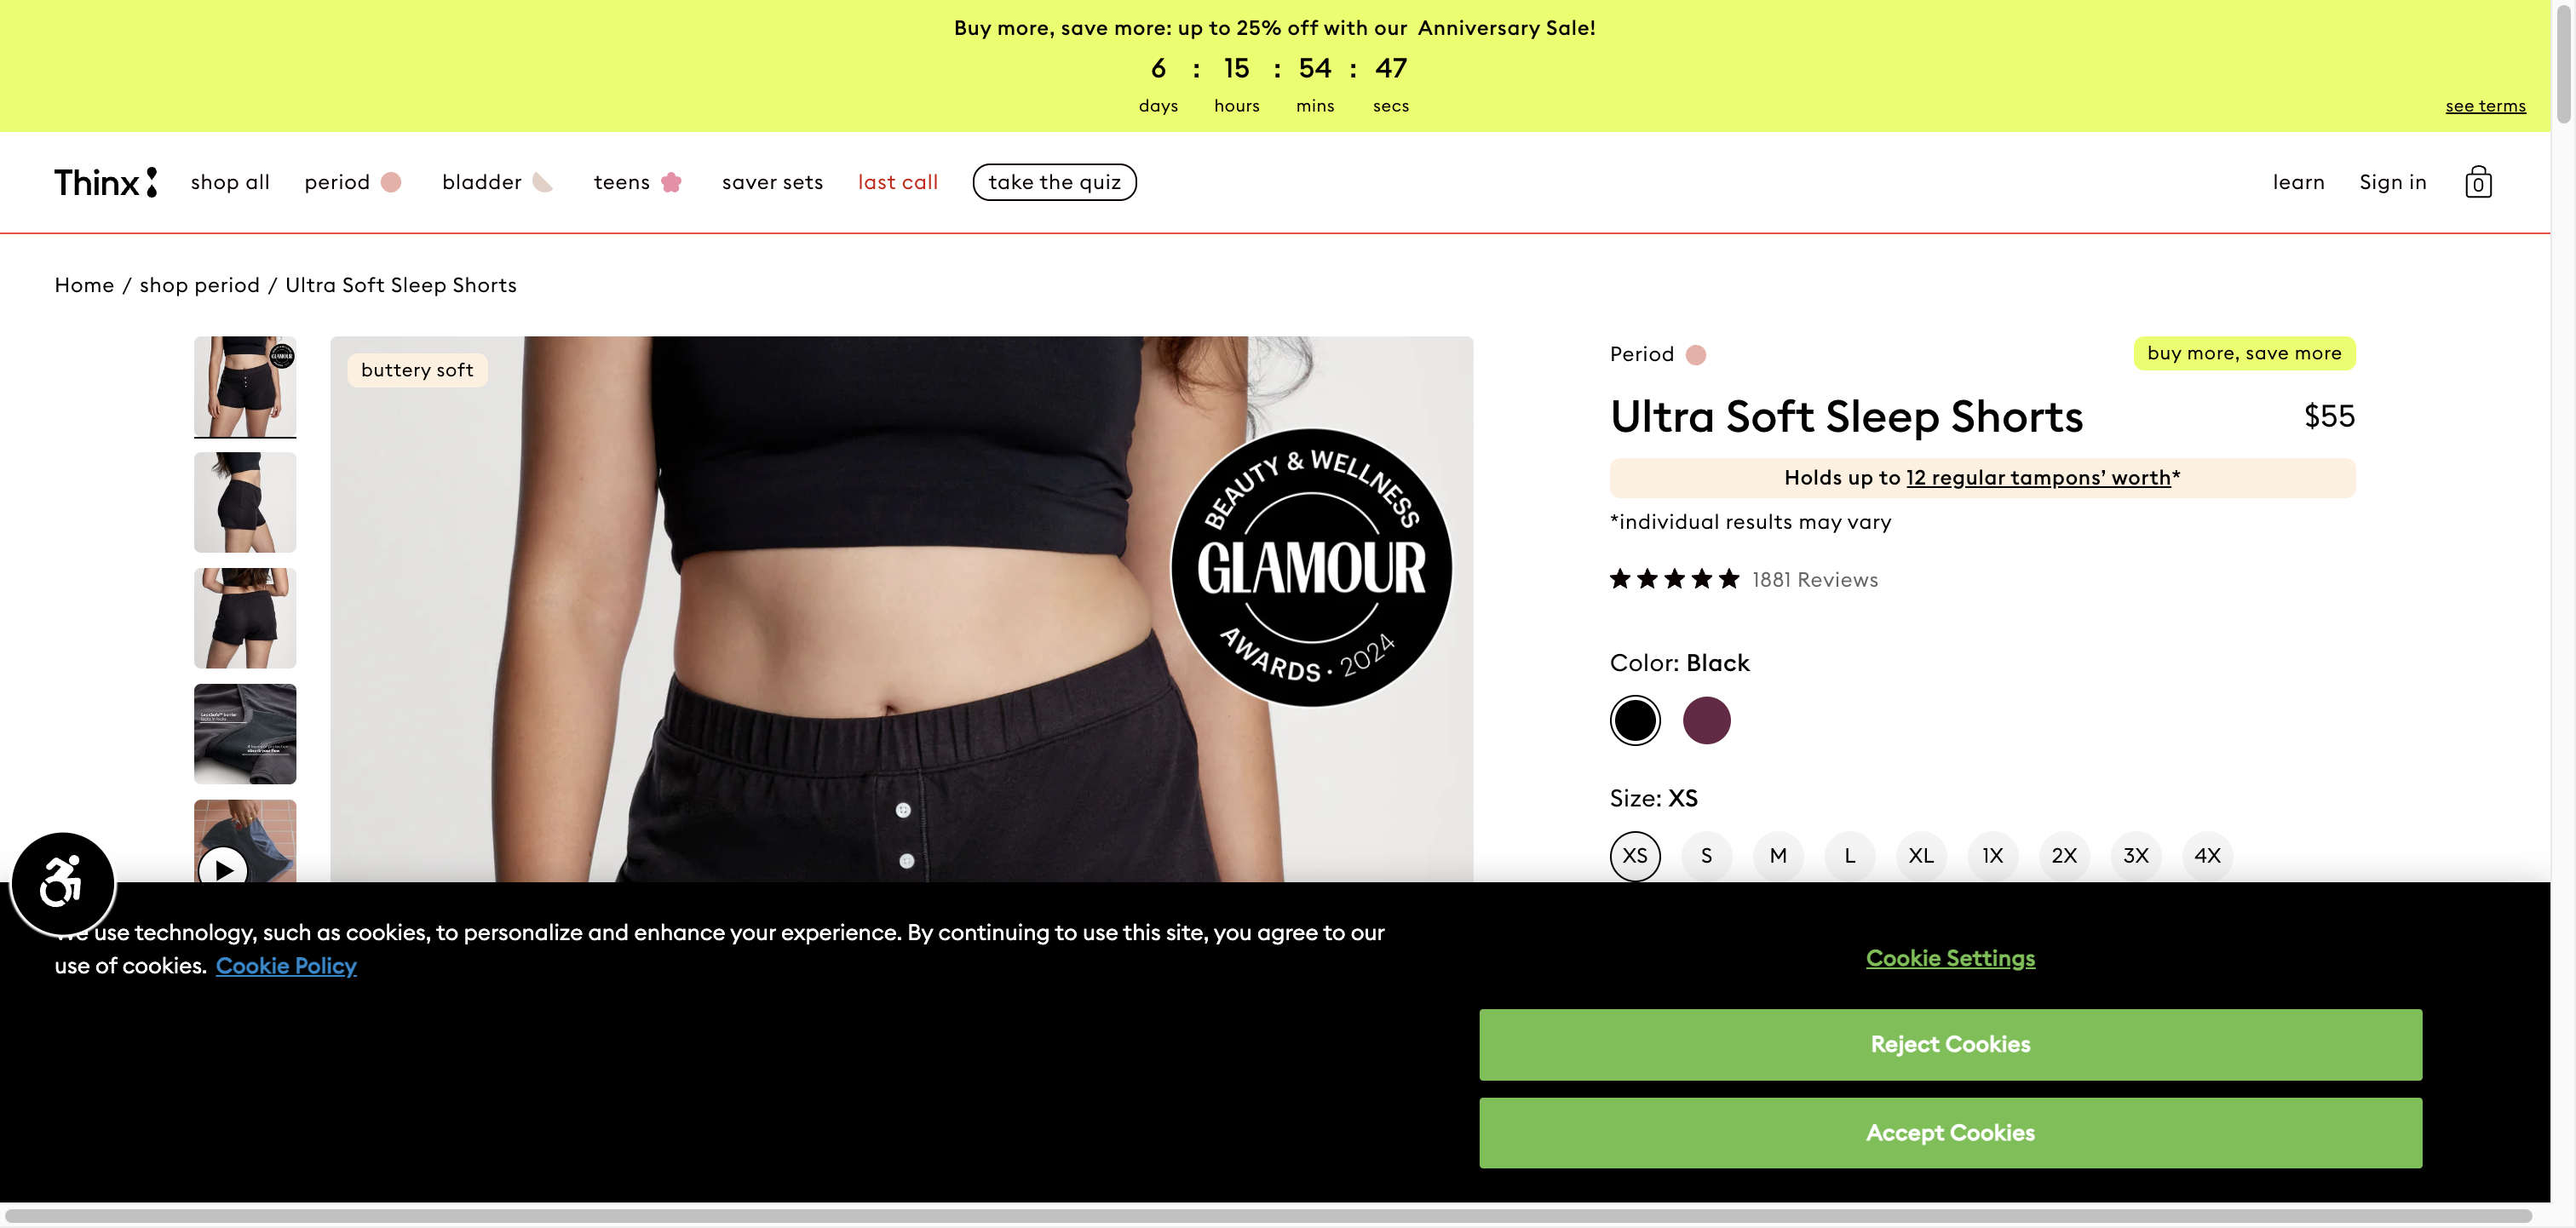 Buy more, save more: up to 25% off with our Anniversary Sale!
6 : 15 : 54 : 47
days hours mins secs
see terms
Thinx
shop all period bladder teens saver sets last call take the quiz
learn Sign in 0
Home / shop period / Ultra Soft Sleep Shorts
buttery soft
BEAUTY & WELLNESS
GLAMOUR
AWARDS · 2024
GLAMOUR
Period
buy more, save more
Ultra Soft Sleep Shorts
$55
Holds up to 12 regular tampons’ worth*
*individual results may vary
1881 Reviews
Color: Black
Size: XS
XS S M L XL 1X 2X 3X 4X
use technology, such as cookies, to personalize and enhance your experience. By continuing to use this site, you agree to our
use of cookies. Cookie Policy
Cookie Settings
Reject Cookies
Accept Cookies